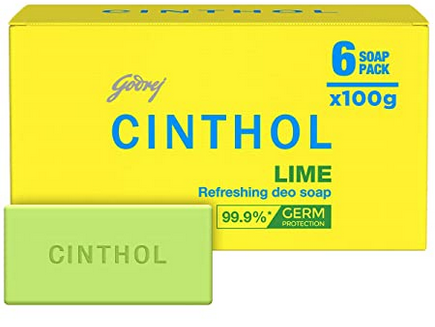 6 SOAP
PACK
x100g
Godrej
CINTHOL
LIME
Refreshing deo soap
99.9%* GERM
PROTECTION
CINTHOL